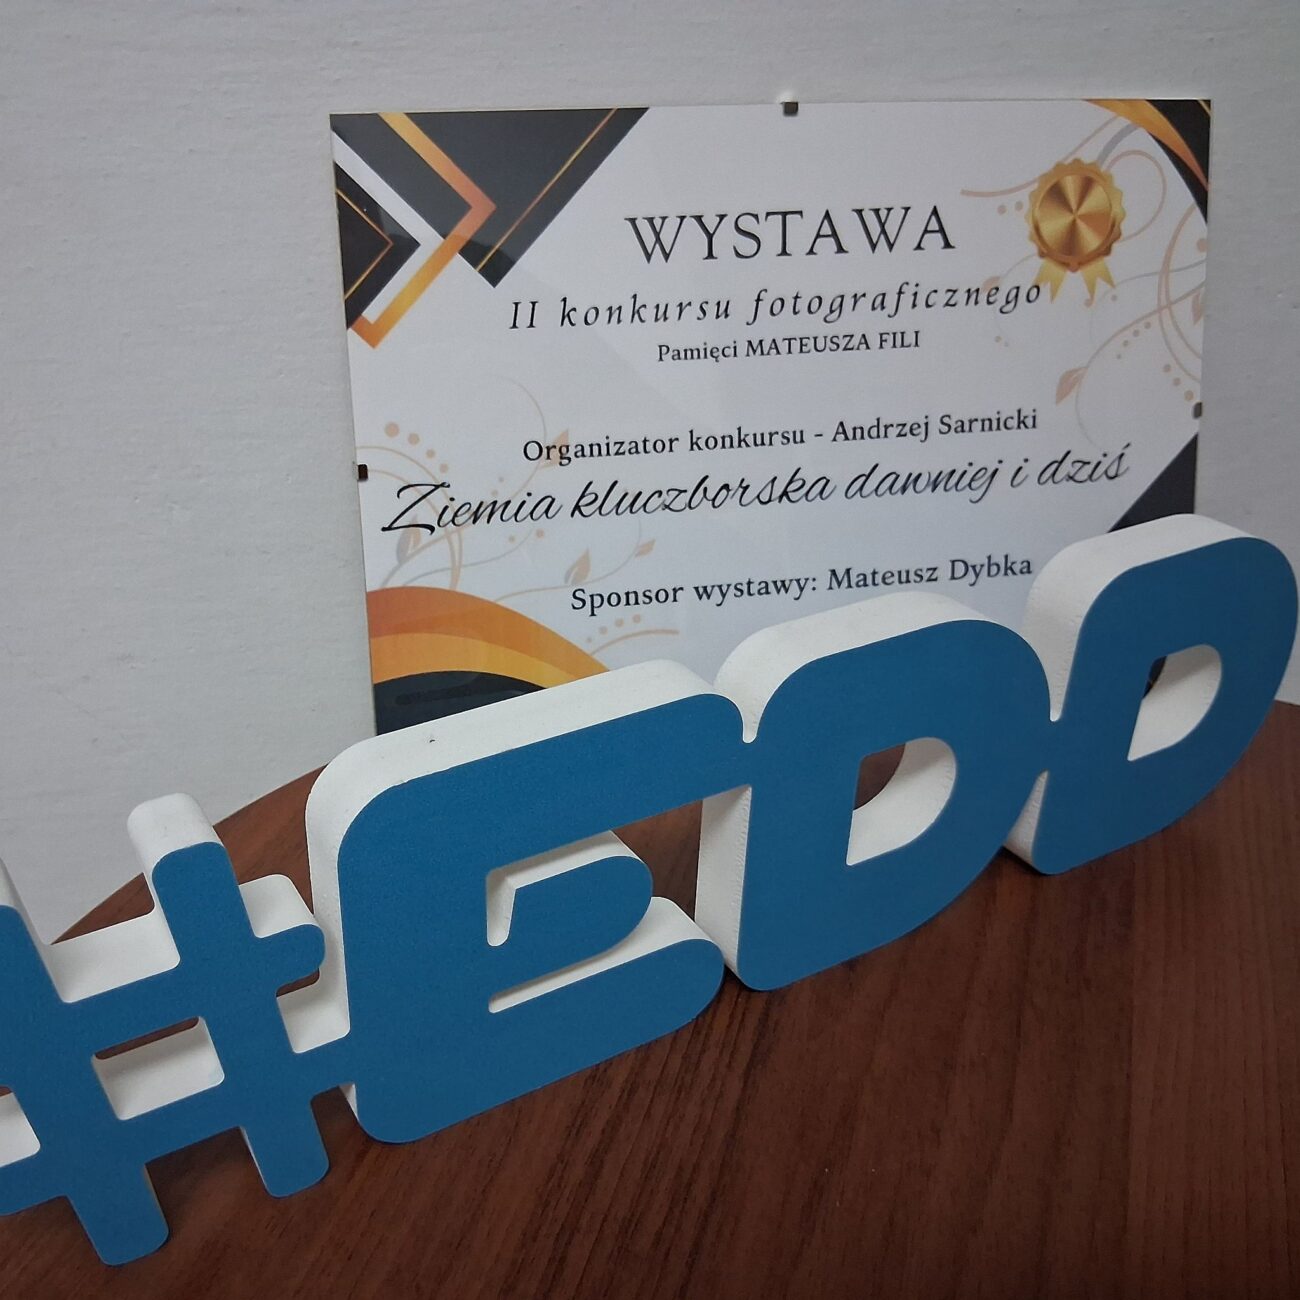 WYSTAWA
II konkursu fotograficznego
Pamięci MATEUSZA FILI
Organizator konkursu - Andrzej Sarnicki
Ziemia kluczborska dawniej i dziś
Sponsor wystawy: Mateusz Dybka
#EDD